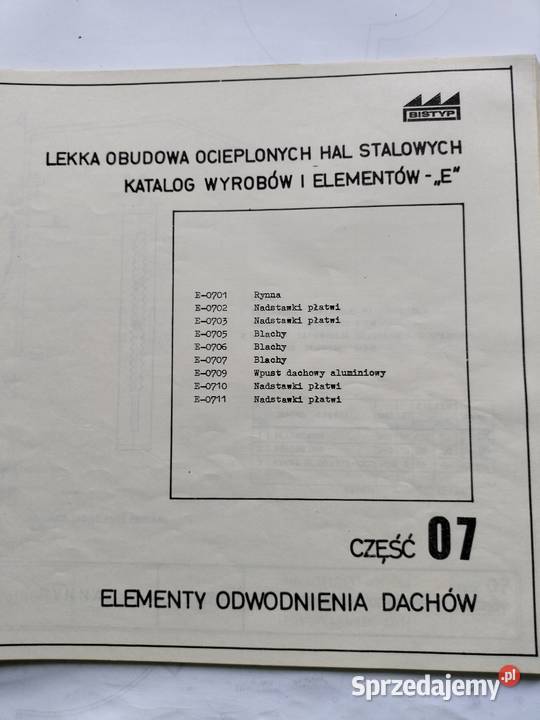 BISTYP
LEKKA OBUDOWA OCIEPLONYCH HAL STALOWYCH
KATALOG WYROBÓW I ELEMENTÓW - „E”
E-0701 Rynna
E-0702 Nadstawki płatwi
E-0703 Nadstawki płatwi
E-0705 Blachy
E-0706 Blachy
E-0707 Blachy
E-0709 Wpust dachowy aluminiowy
E-0710 Nadstawki płatwi
E-0711 Nadstawki płatwi
CZĘŚĆ 07
ELEMENTY ODWODNIENIA DACHÓW
Sprzedajemy.pl